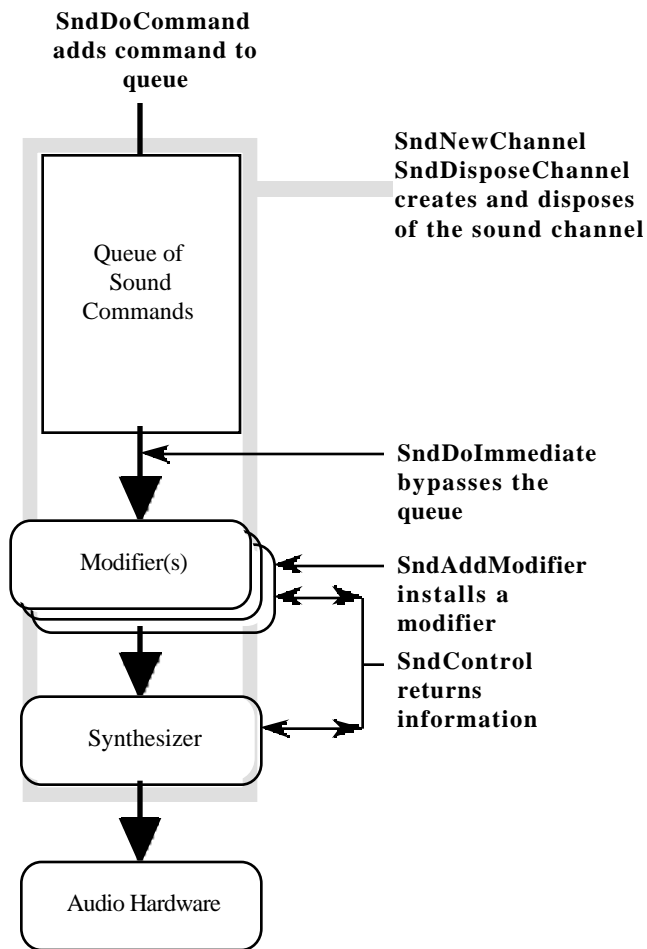 SndDoCommand
adds command to
queue
SndNewChannel
SndDisposeChannel
creates and disposes
of the sound channel
Queue of
Sound
Commands
SndDoImmediate
bypasses the
queue
Modifier(s)
SndAddModifier
installs a
modifier
SndControl
returns
information
Synthesizer
Audio Hardware